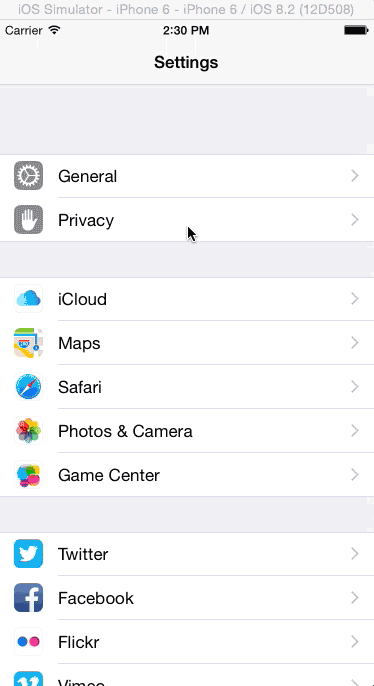 iOS Simulator - iPhone 6 - iPhone 6 / iOS 8.2 (12D508)
Carrier 2:30 PM
Settings
General
Privacy
iCloud
Maps
Safari
Photos & Camera
Game Center
Twitter
Facebook
Flickr
Vimeo